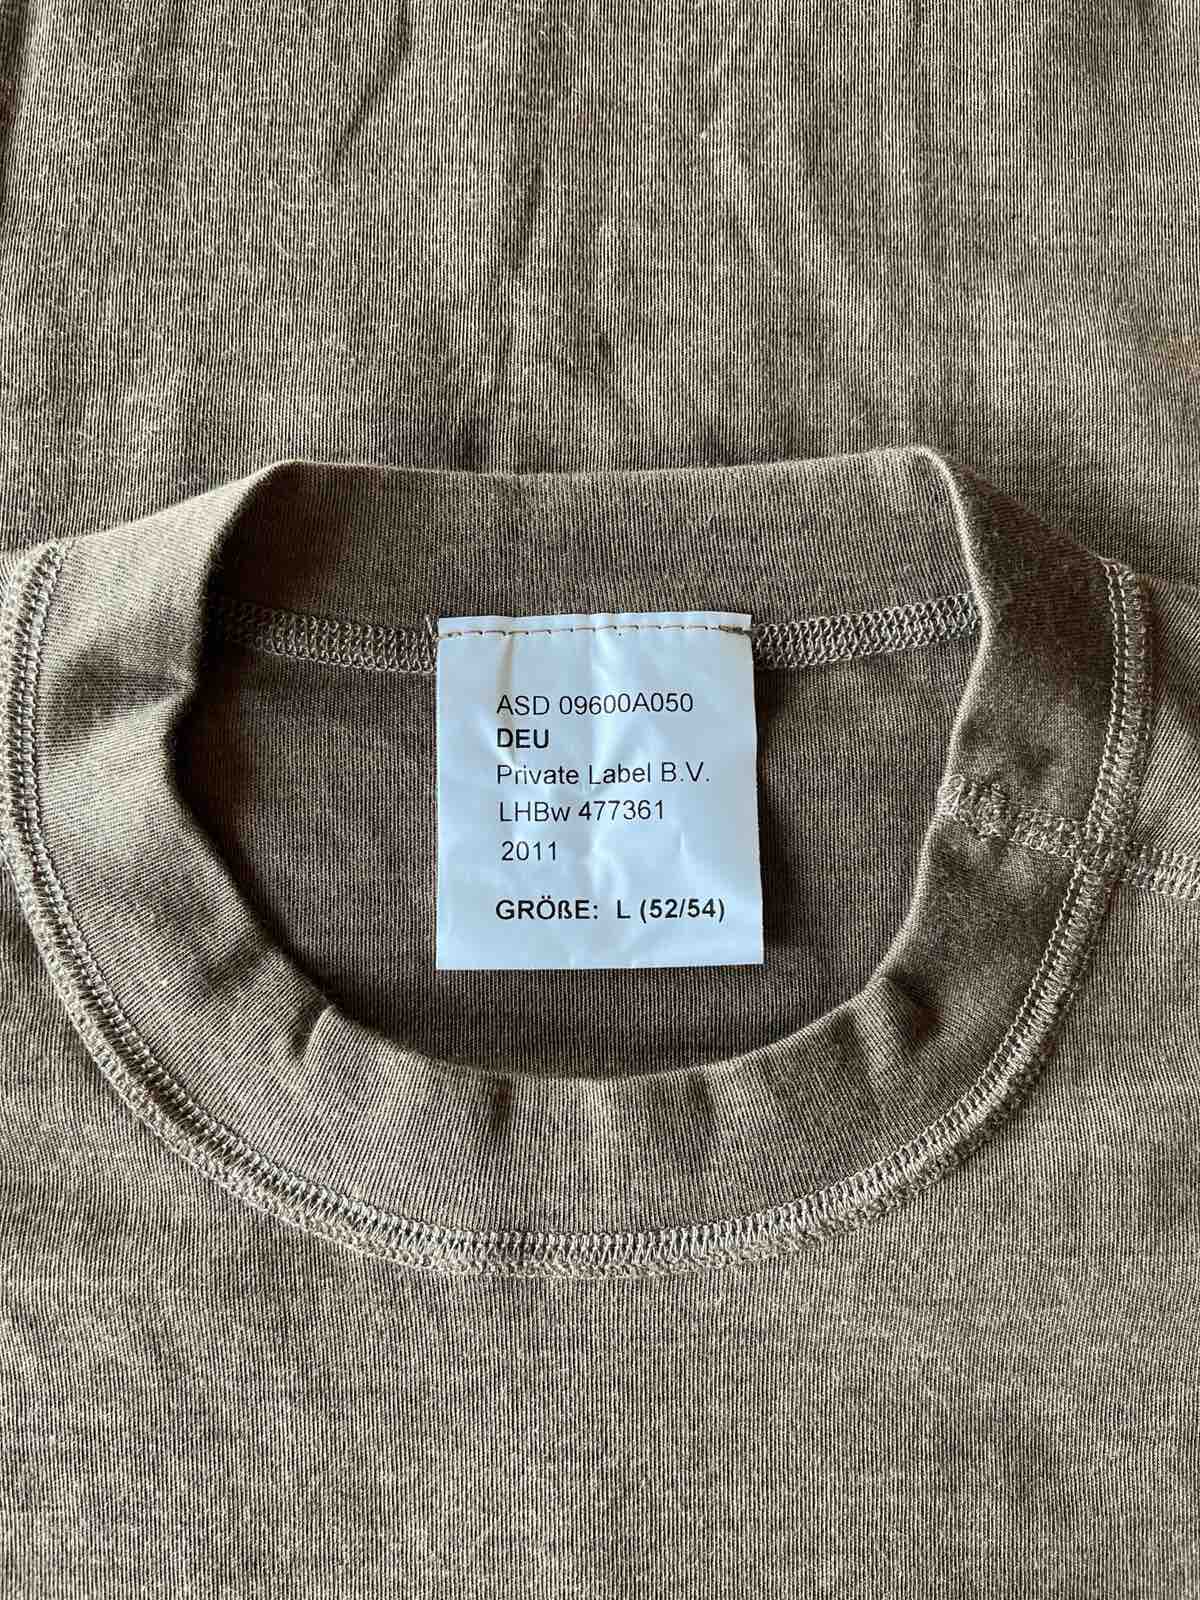 ASD 09600A050
DEU
Private Label B.V.
LHBw 477361
2011
GRÖßE: L (52/54)